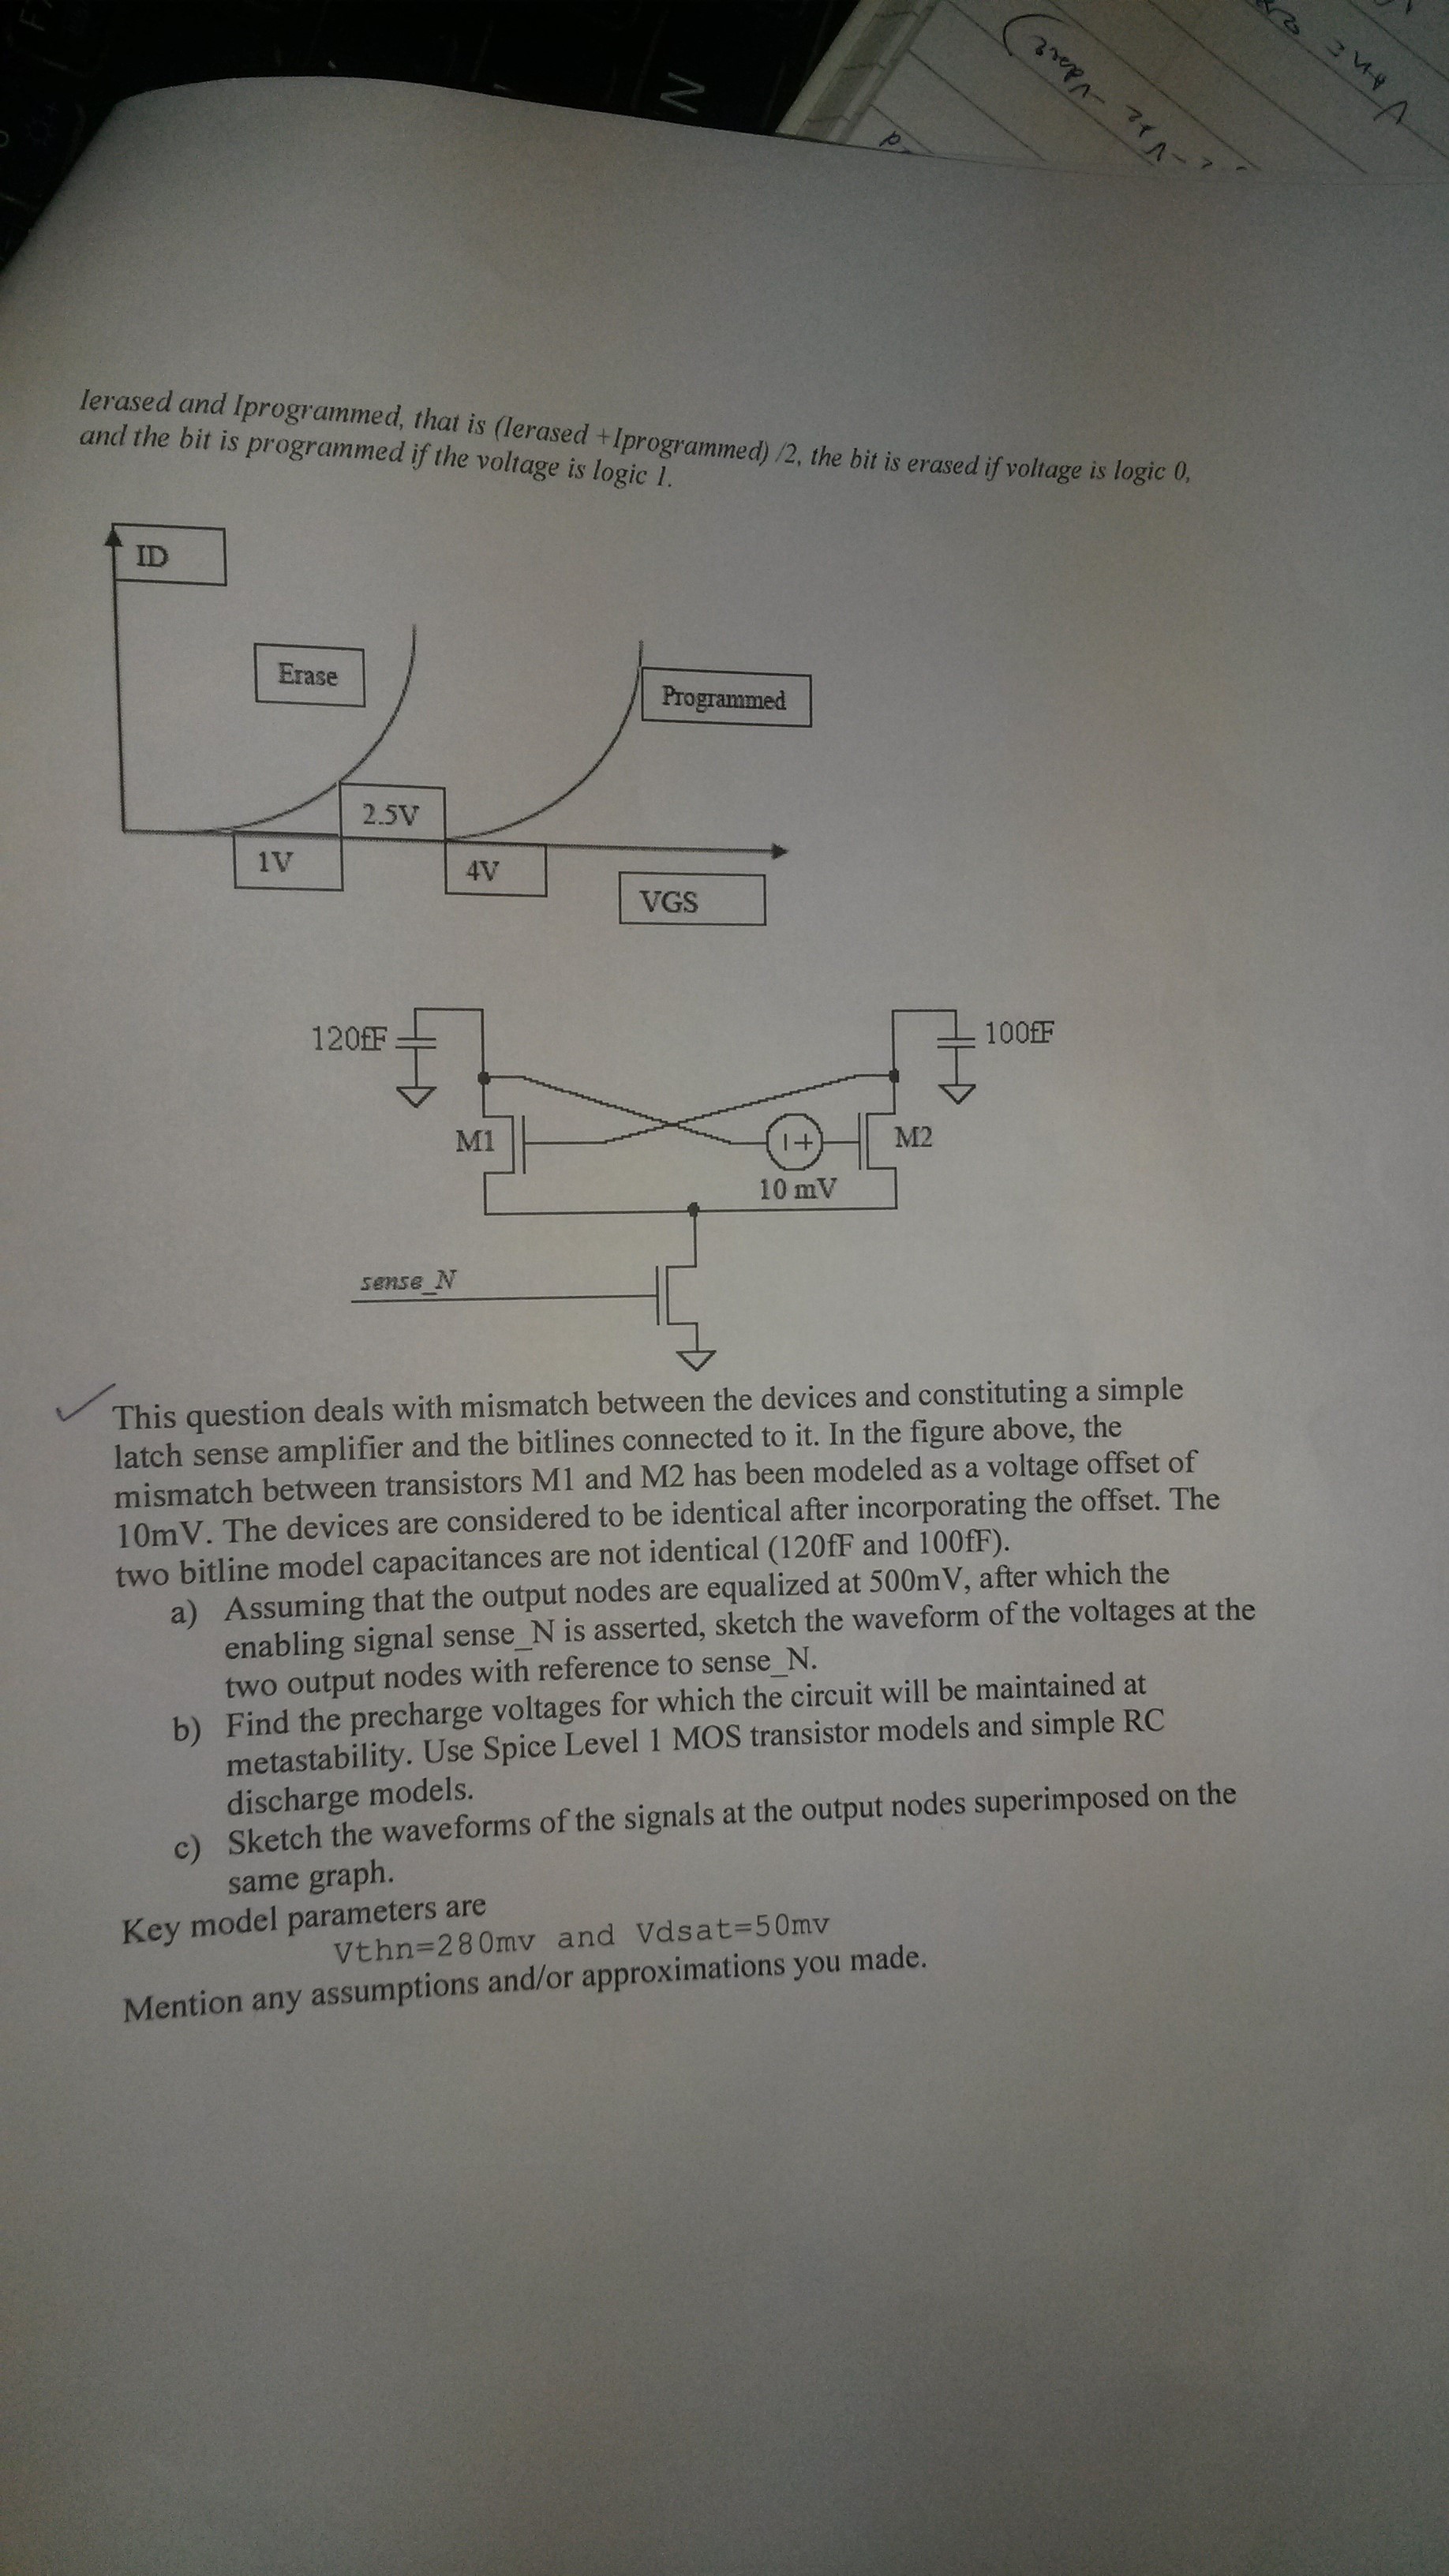 N
Ierased and Iprogrammed, that is (Ierased +Iprogrammed) /2, the bit is erased if voltage is logic 0,
and the bit is programmed if the voltage is logic 1.
ID
Erase
Programmed
2.5V
1V
4V
VGS
120fF
100fF
M1
M2
10 mV
sense_N
This question deals with mismatch between the devices and constituting a simple
latch sense amplifier and the bitlines connected to it. In the figure above, the
mismatch between transistors M1 and M2 has been modeled as a voltage offset of
10mV. The devices are considered to be identical after incorporating the offset. The
two bitline model capacitances are not identical (120fF and 100fF).
a) Assuming that the output nodes are equalized at 500mV, after which the
enabling signal sense_N is asserted, sketch the waveform of the voltages at the
two output nodes with reference to sense_N.
b) Find the precharge voltages for which the circuit will be maintained at
metastability. Use Spice Level 1 MOS transistor models and simple RC
discharge models.
c) Sketch the waveforms of the signals at the output nodes superimposed on the
same graph.
Key model parameters are
Vthn=280mv and Vdsat=50mv
Mention any assumptions and/or approximations you made.